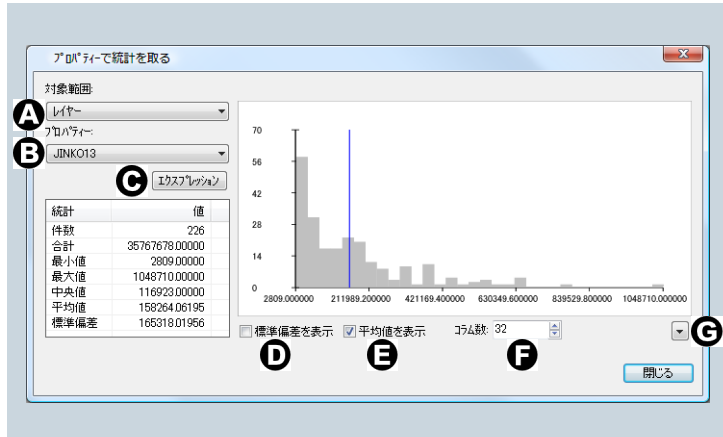 プロパティーで統計を取る
X
対象範囲:
A
レイヤー
プロパティー:
B
JINKO13
C
エクスプレッション
統計 値
件数 226
合計 35767678.00000
最小値 2809.00000
最大値 1048710.00000
中央値 116923.00000
平均値 158264.06195
標準偏差 165318.01956
70
56
42
28
14
0
2809.000000 211989.200000 421169.400000 630349.600000 839529.800000 1048710.000000
標準偏差を表示 平均値を表示 コラム数: 32
D E F G
閉じる